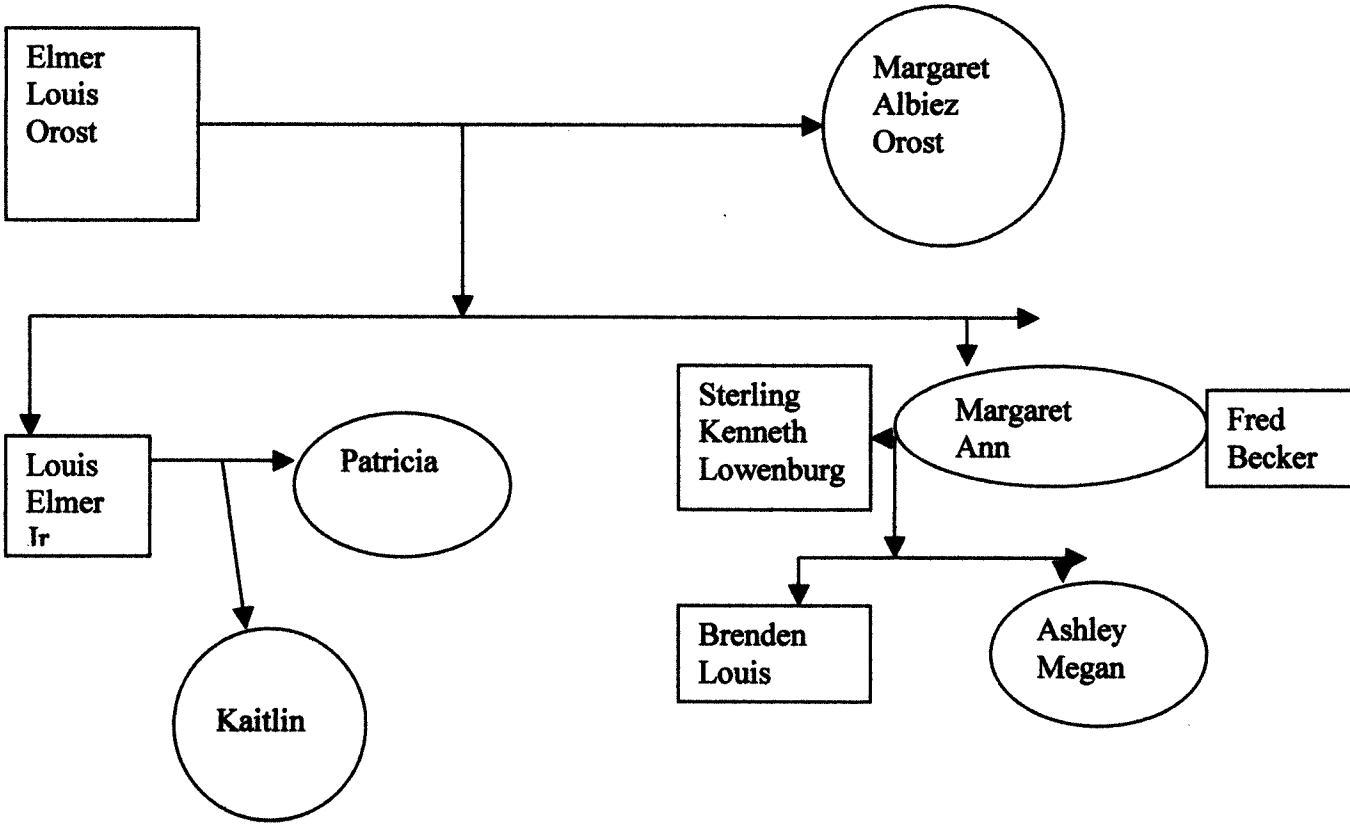 Elmer
Louis
Orost
Margaret
Albiez
Orost
Sterling
Kenneth
Lowenburg
Margaret
Ann
Fred
Becker
Louis
Elmer
Jr
Patricia
Brenden
Louis
Ashley
Megan
Kaitlin